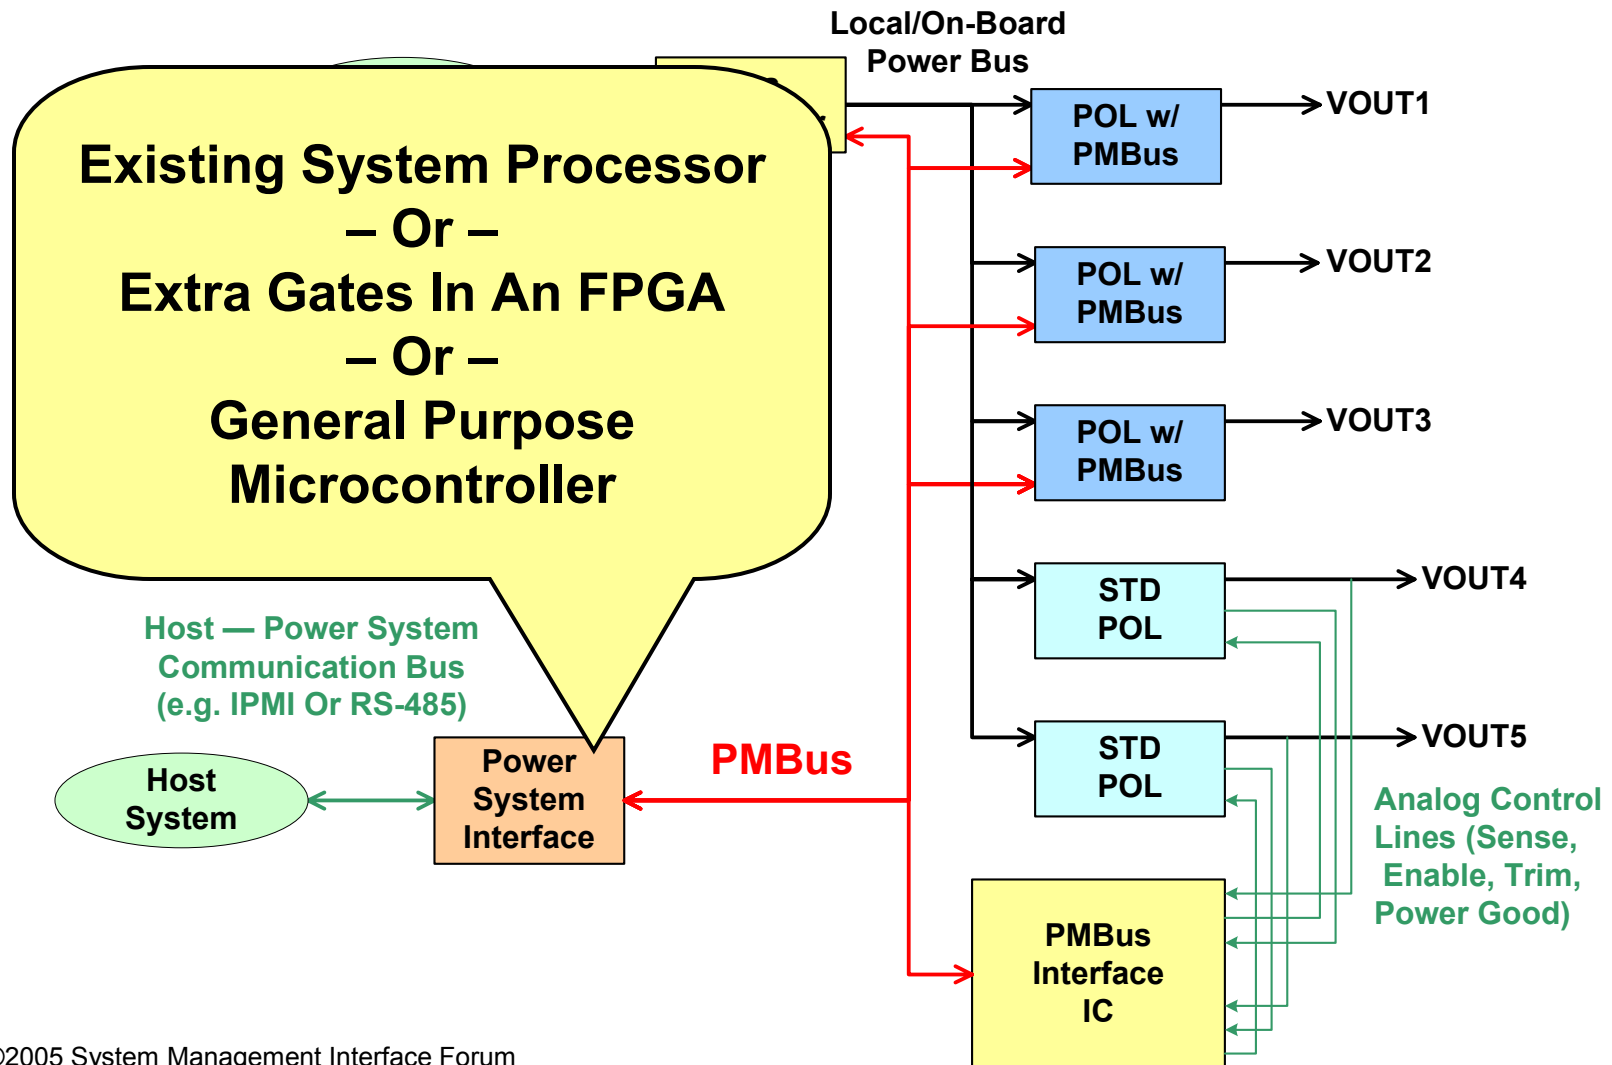 Local/On-Board
Power Bus
Existing System Processor
– Or –
Extra Gates In An FPGA
– Or –
General Purpose
Microcontroller
POL w/
PMBus
VOUT1
POL w/
PMBus
VOUT2
POL w/
PMBus
VOUT3
STD
POL
VOUT4
Host — Power System
Communication Bus
(e.g. IPMI Or RS-485)
STD
POL
VOUT5
Host
System
Power
System
Interface
PMBus
Analog Control
Lines (Sense,
Enable, Trim,
Power Good)
PMBus
Interface
IC
©2005 System Management Interface Forum